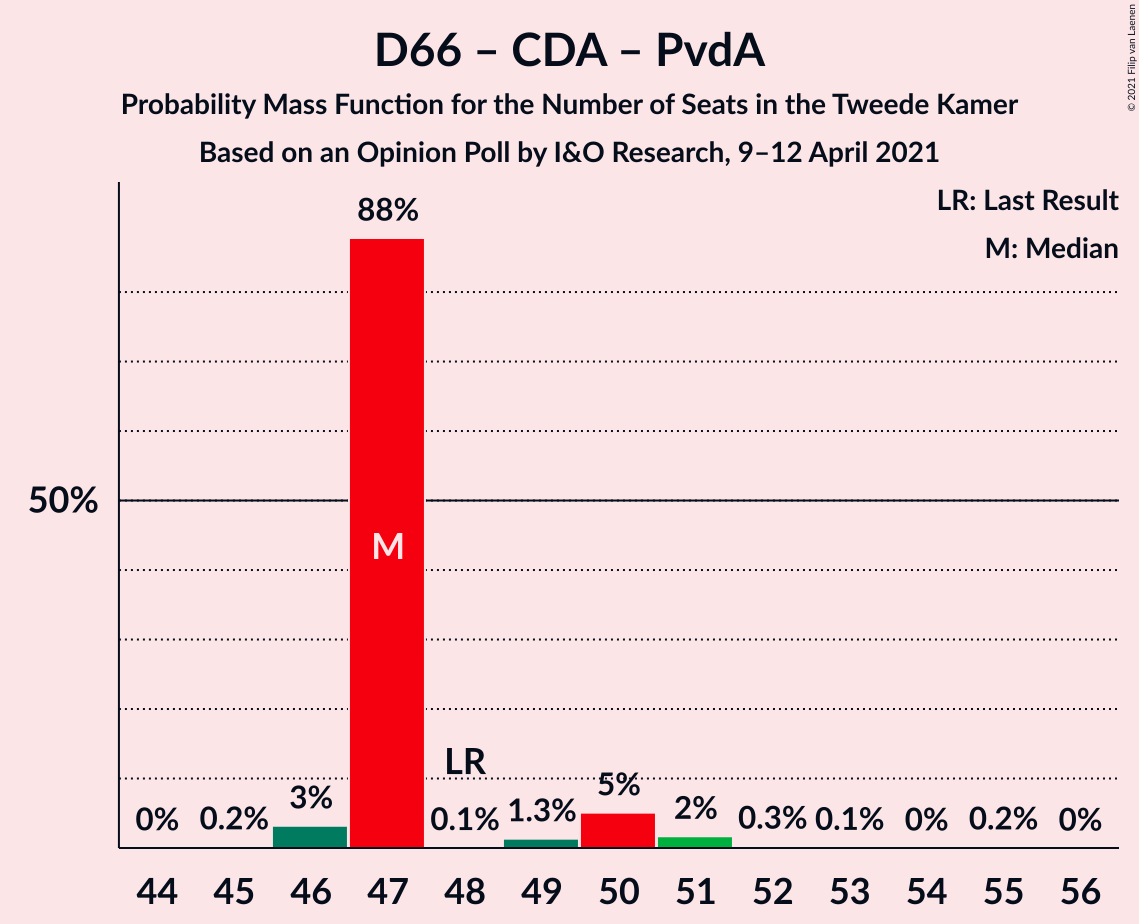 D66 – CDA – PvdA
Probability Mass Function for the Number of Seats in the Tweede Kamer
Based on an Opinion Poll by I&O Research, 9–12 April 2021
© 2021 Filip van Laenen
LR: Last Result
M: Median
88%
50%
M
LR
0% 0.2% 3% 0.1% 1.3% 5% 2% 0.3% 0.1% 0% 0.2% 0%
44 45 46 47 48 49 50 51 52 53 54 55 56